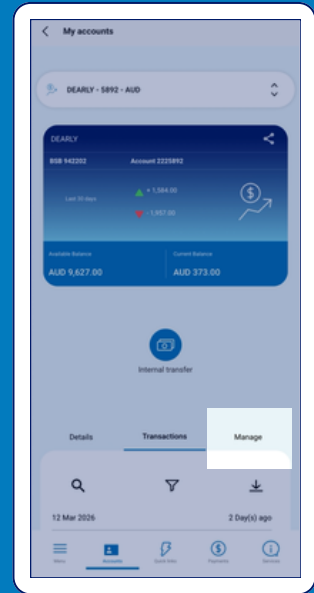 My accounts
DEARLY - 5892 - AUD
DEARLY
BSB 942202 Account 2225892
Last 30 days
+ 1,584.00
- 1,957.00
Available Balance Current Balance
AUD 9,627.00 AUD 373.00
Internal transfer
Details Transactions Manage
12 Mar 2026 2 Day(s) ago
Menu Accounts Quick links Payments Services